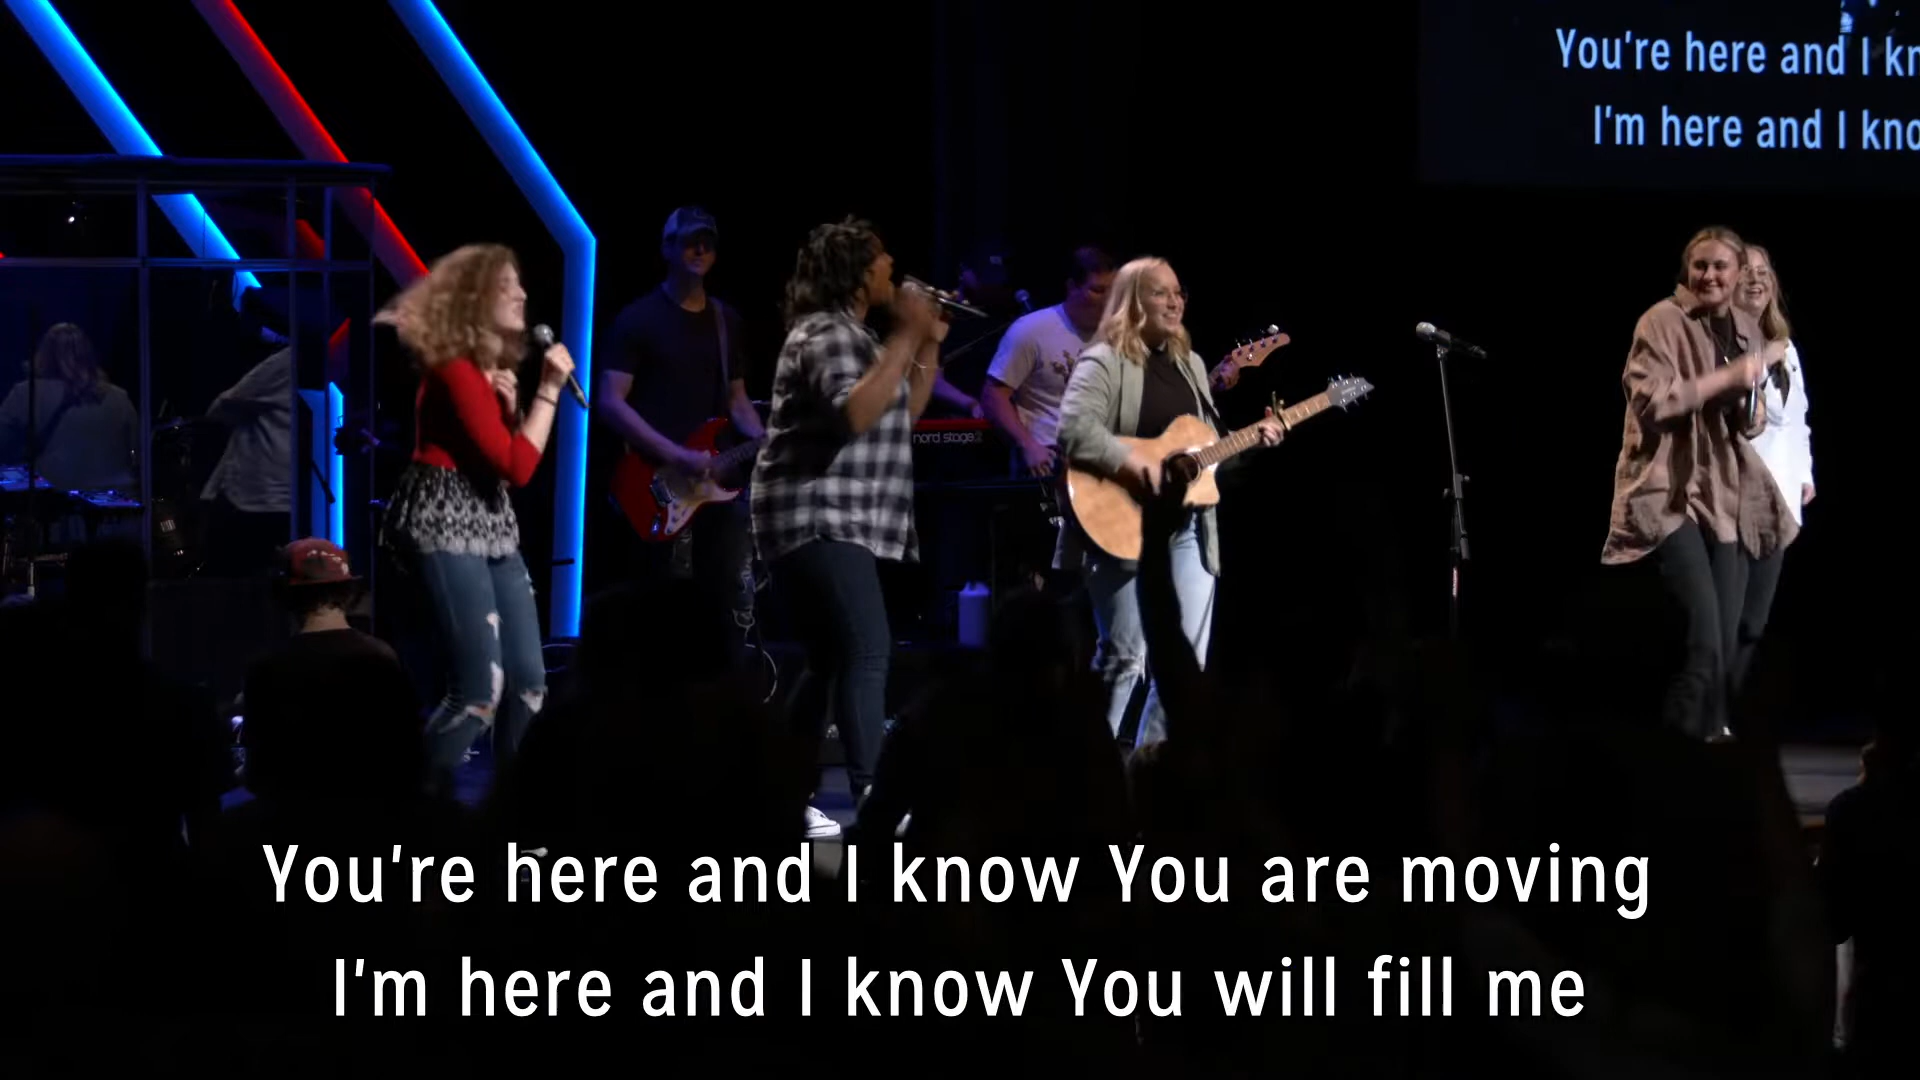 You're here and I kn
I'm here and I kno
nord stage 2
You're here and I know You are moving
I'm here and I know You will fill me